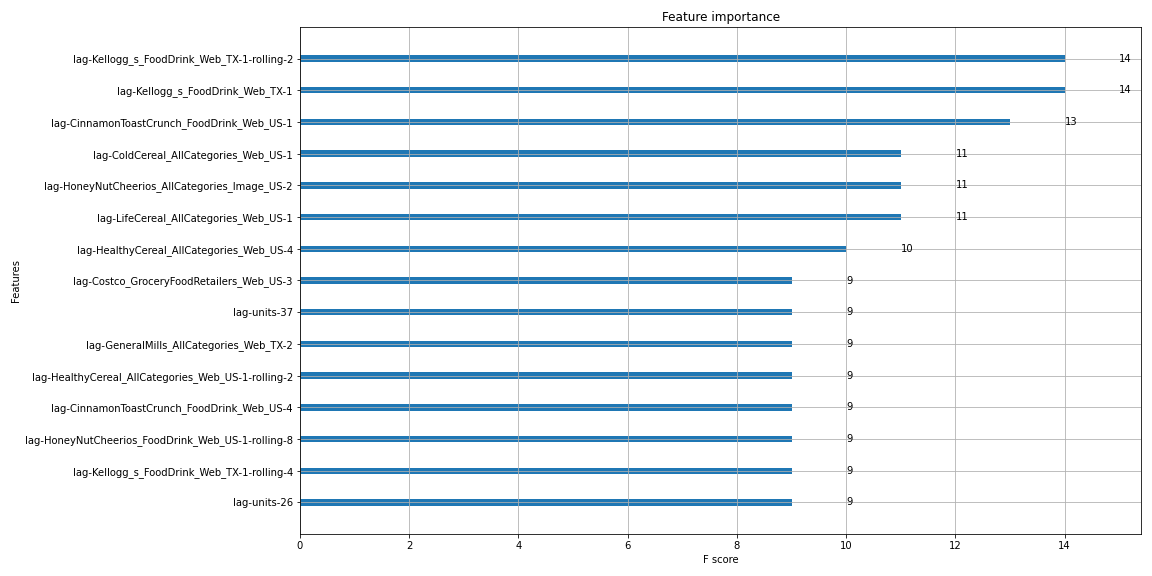 Feature importance
lag-Kellogg_s_FoodDrink_Web_TX-1-rolling-2 14
lag-Kellogg_s_FoodDrink_Web_TX-1 14
lag-CinnamonToastCrunch_FoodDrink_Web_US-1 13
lag-ColdCereal_AllCategories_Web_US-1 11
lag-HoneyNutCheerios_AllCategories_Image_US-2 11
lag-LifeCereal_AllCategories_Web_US-1 11
lag-HealthyCereal_AllCategories_Web_US-4 10
lag-Costco_GroceryFoodRetailers_Web_US-3 9
lag-units-37 9
lag-GeneralMills_AllCategories_Web_TX-2 9
lag-HealthyCereal_AllCategories_Web_US-1-rolling-2 9
lag-CinnamonToastCrunch_FoodDrink_Web_US-4 9
lag-HoneyNutCheerios_FoodDrink_Web_US-1-rolling-8 9
lag-Kellogg_s_FoodDrink_Web_TX-1-rolling-4 9
lag-units-26 9
Features
0 2 4 6 8 10 12 14
F score